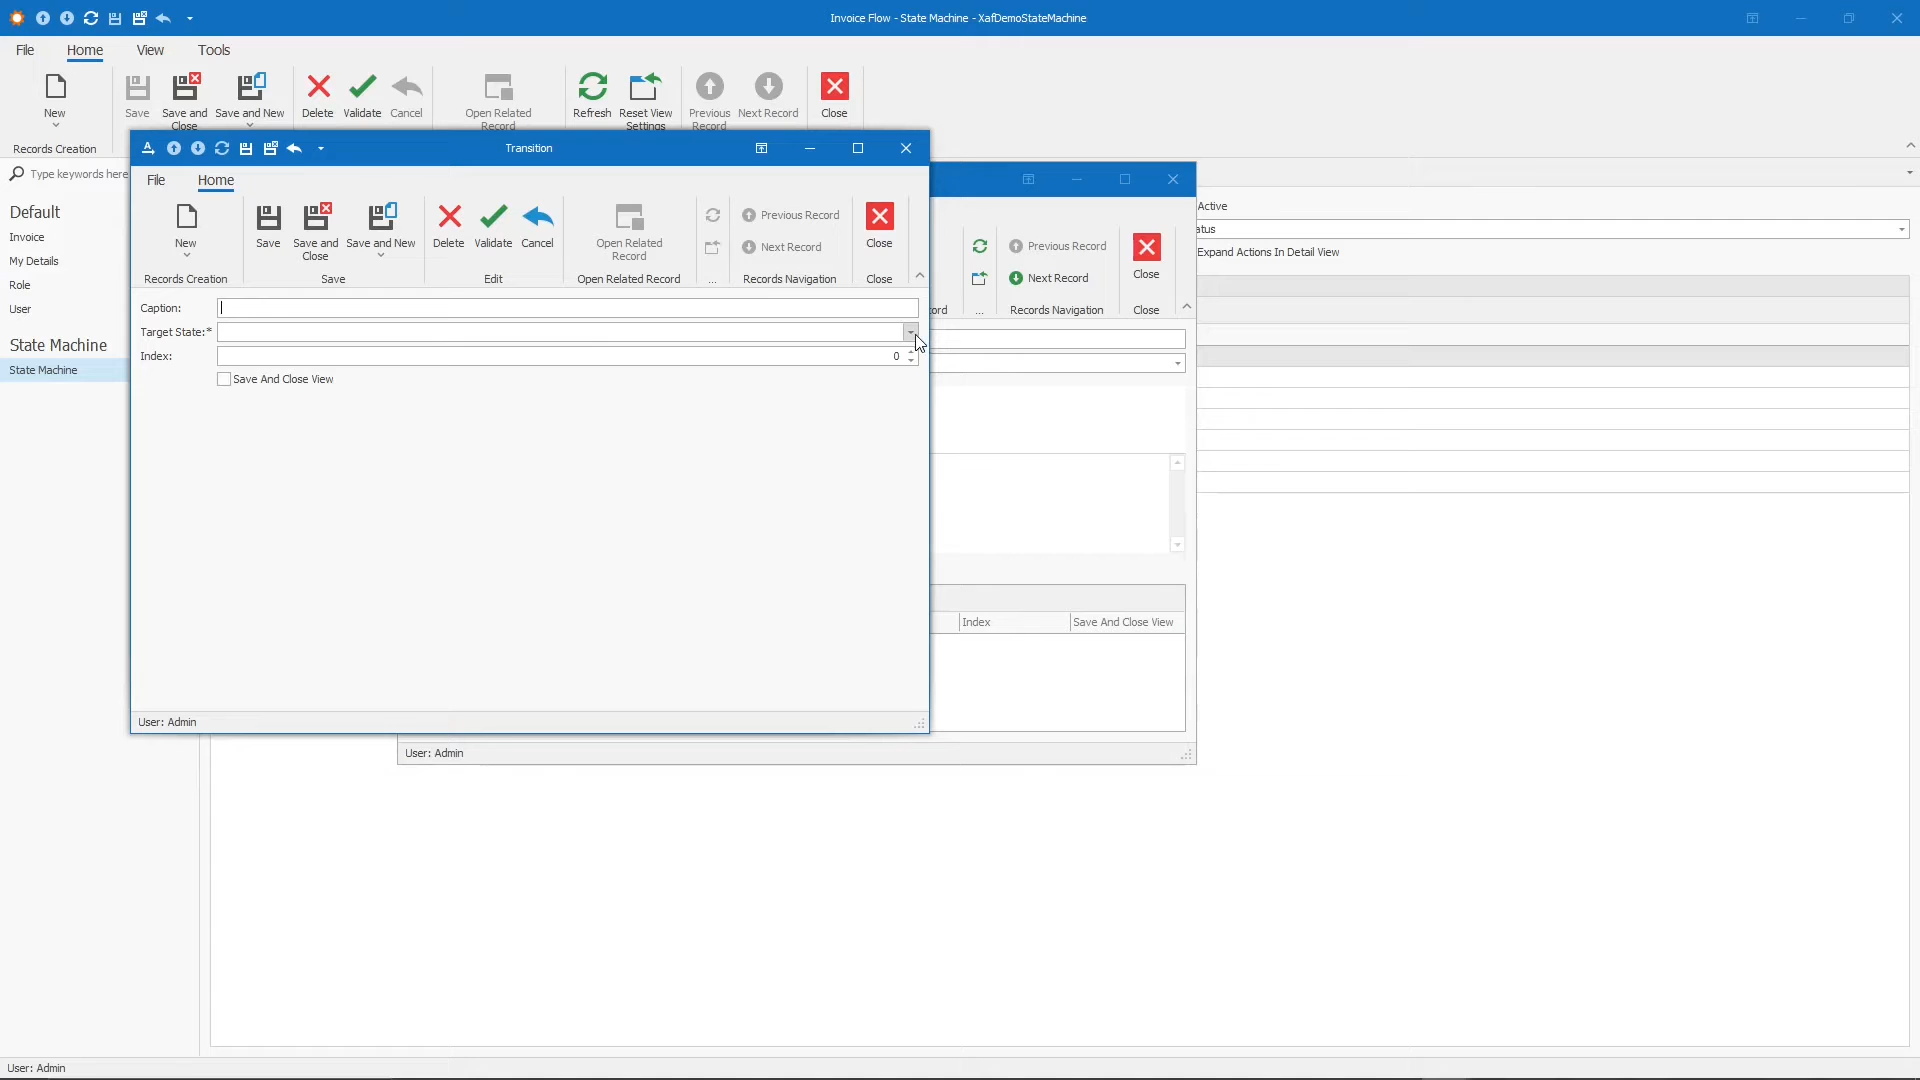 Invoice Flow - State Machine - XafDemoStateMachine
File Home View Tools
New
Save
Save and Close
Save and New
Delete
Validate
Cancel
Open Related Record
Refresh
Reset View Settings
Previous Record
Next Record
Close
Records Creation
Type keywords here
Default
Invoice
My Details
Role
User
State Machine
State Machine
Transition
File Home
New
Save
Save and Close
Save and New
Delete
Validate
Cancel
Open Related Record
Previous Record
Next Record
Close
Records Creation
Save
Edit
Open Related Record
...
Records Navigation
Close
Caption:
Target State:*
Index:
0
Save And Close View
User: Admin
Previous Record
Next Record
Close
ord
...
Records Navigation
Close
Index
Save And Close View
User: Admin
Active
atus
Expand Actions In Detail View
User: Admin